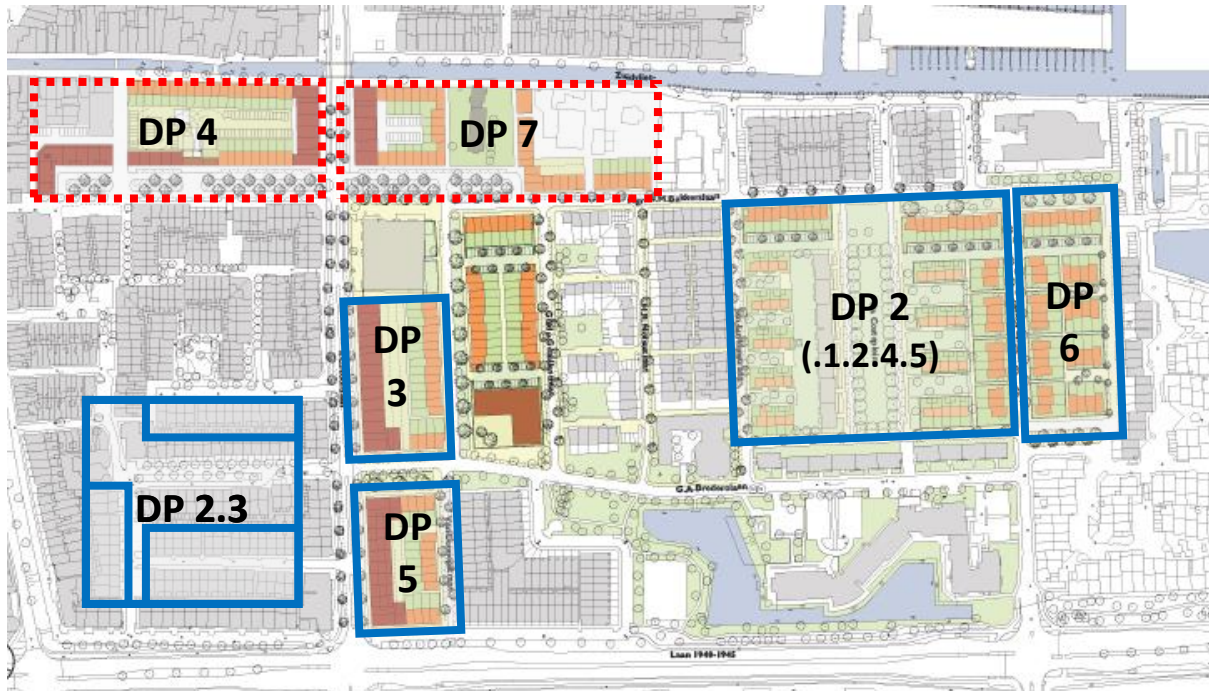 DP 4
DP 7
DP 2
(.1.2.4.5)
DP
6
DP
3
DP 2.3
G.A. Brederolaan
DP
5
Laan 1940-1945